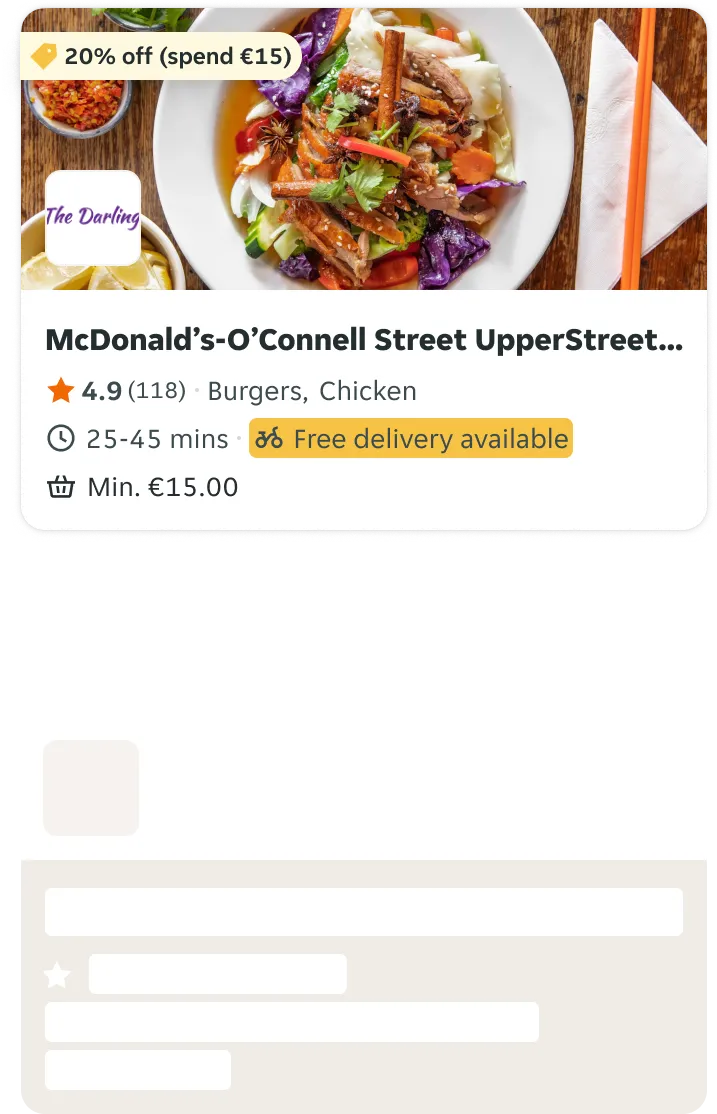 20% off (spend €15)
The Darling
McDonald’s-O’Connell Street UpperStreet...
4.9 (118) · Burgers, Chicken
25-45 mins · Free delivery available
Min. €15.00